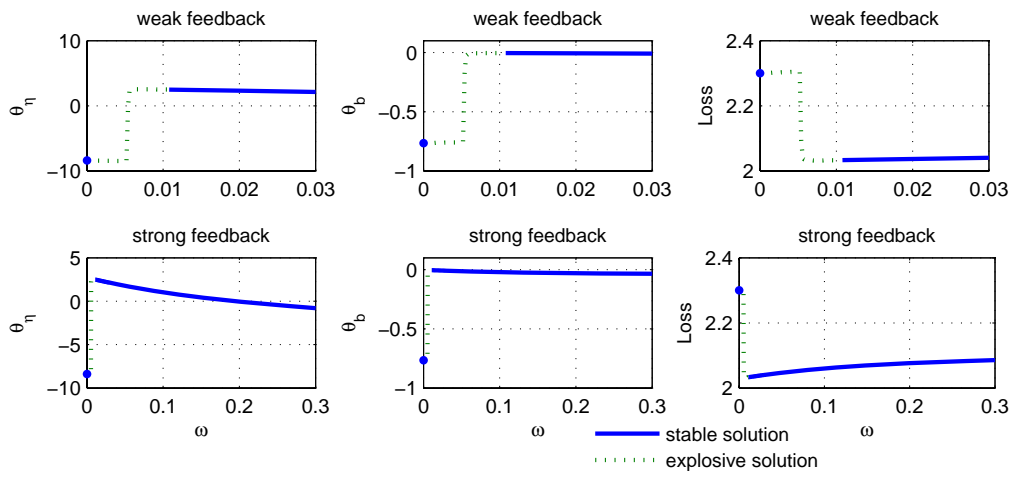 weak feedback
10
0
−10
θη
0
0.01
0.02
0.03
weak feedback
0
−0.5
−1
θb
0
0.01
0.02
0.03
weak feedback
2.4
2.2
2
Loss
0
0.01
0.02
0.03
strong feedback
5
0
−5
−10
θη
0
0.1
0.2
0.3
ω
strong feedback
0
−0.5
−1
θb
0
0.1
0.2
0.3
ω
strong feedback
2.4
2.2
2
Loss
0
0.1
0.2
0.3
ω
stable solution
explosive solution